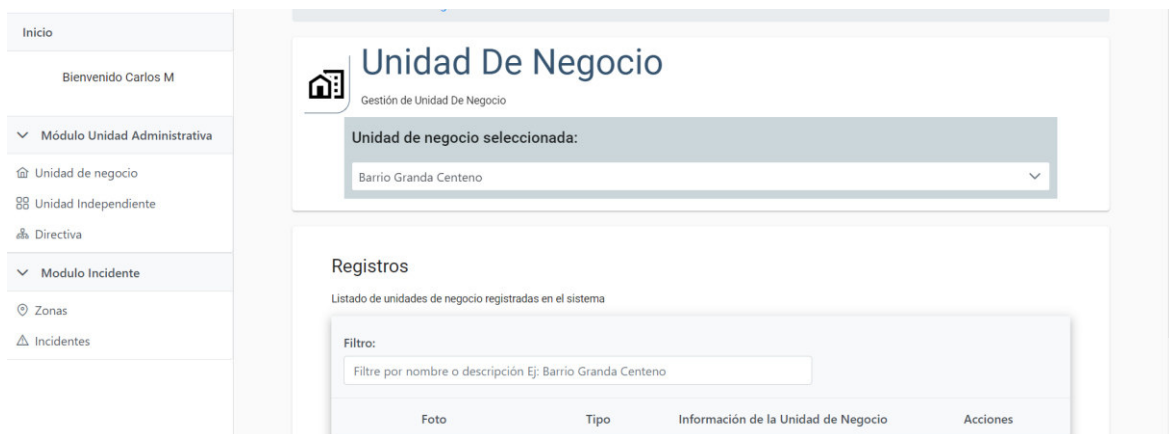 Inicio
Bienvenido Carlos M
Módulo Unidad Administrativa
Unidad de negocio
Unidad Independiente
Directiva
Modulo Incidente
Zonas
Incidentes
Unidad De Negocio
Gestión de Unidad De Negocio
Unidad de negocio seleccionada:
Barrio Granda Centeno
Registros
Listado de unidades de negocio registradas en el sistema
Filtro:
Filtre por nombre o descripción Ej: Barrio Granda Centeno
Foto Tipo Información de la Unidad de Negocio Acciones